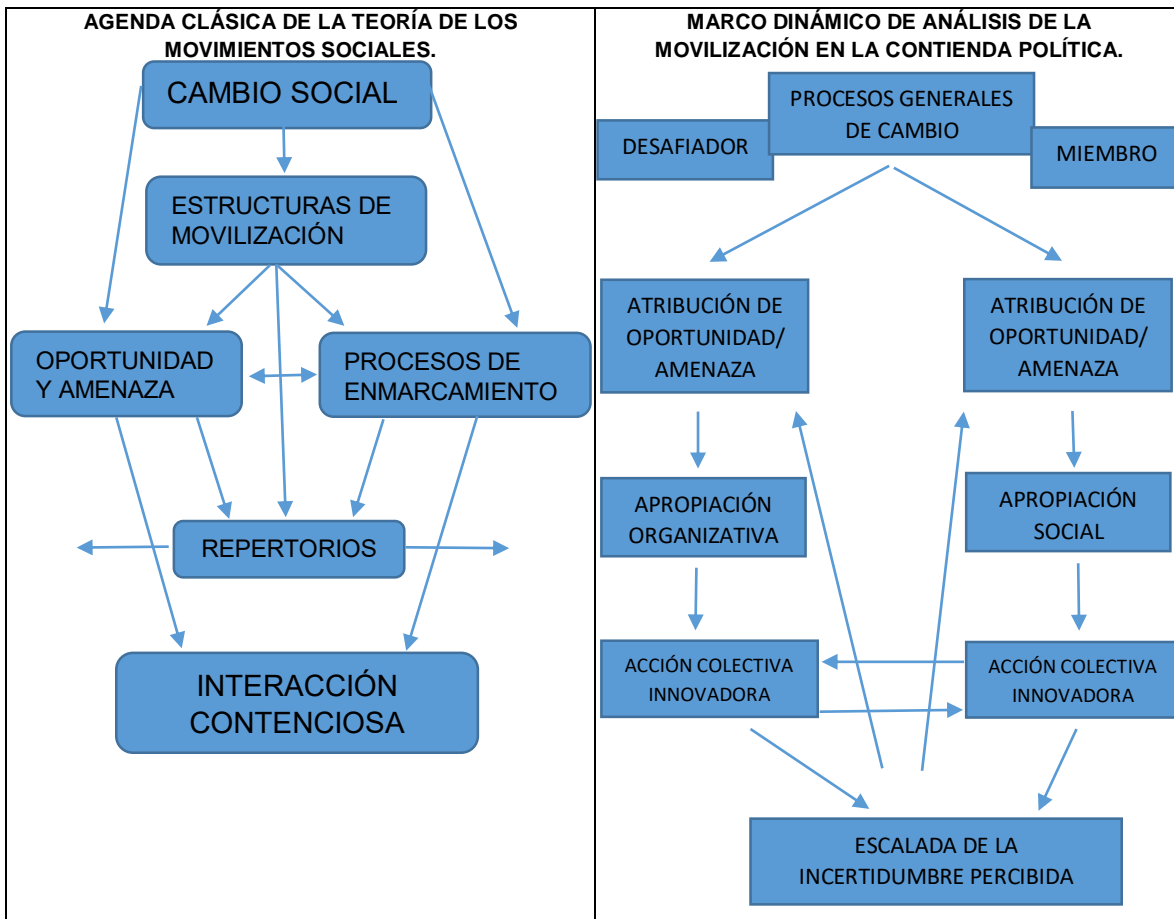 AGENDA CLÁSICA DE LA TEORÍA DE LOS
MOVIMIENTOS SOCIALES.
CAMBIO SOCIAL
ESTRUCTURAS DE
MOVILIZACIÓN
OPORTUNIDAD
Y AMENAZA
PROCESOS DE
ENMARCAMIENTO
REPERTORIOS
INTERACCIÓN
CONTENCIOSA
MARCO DINÁMICO DE ANÁLISIS DE LA
MOVILIZACIÓN EN LA CONTIENDA POLÍTICA.
PROCESOS GENERALES
DE CAMBIO
DESAFIADOR
MIEMBRO
ATRIBUCIÓN DE
OPORTUNIDAD/
AMENAZA
ATRIBUCIÓN DE
OPORTUNIDAD/
AMENAZA
APROPIACIÓN
ORGANIZATIVA
APROPIACIÓN
SOCIAL
ACCIÓN COLECTIVA
INNOVADORA
ACCIÓN COLECTIVA
INNOVADORA
ESCALADA DE LA
INCERTIDUMBRE PERCIBIDA